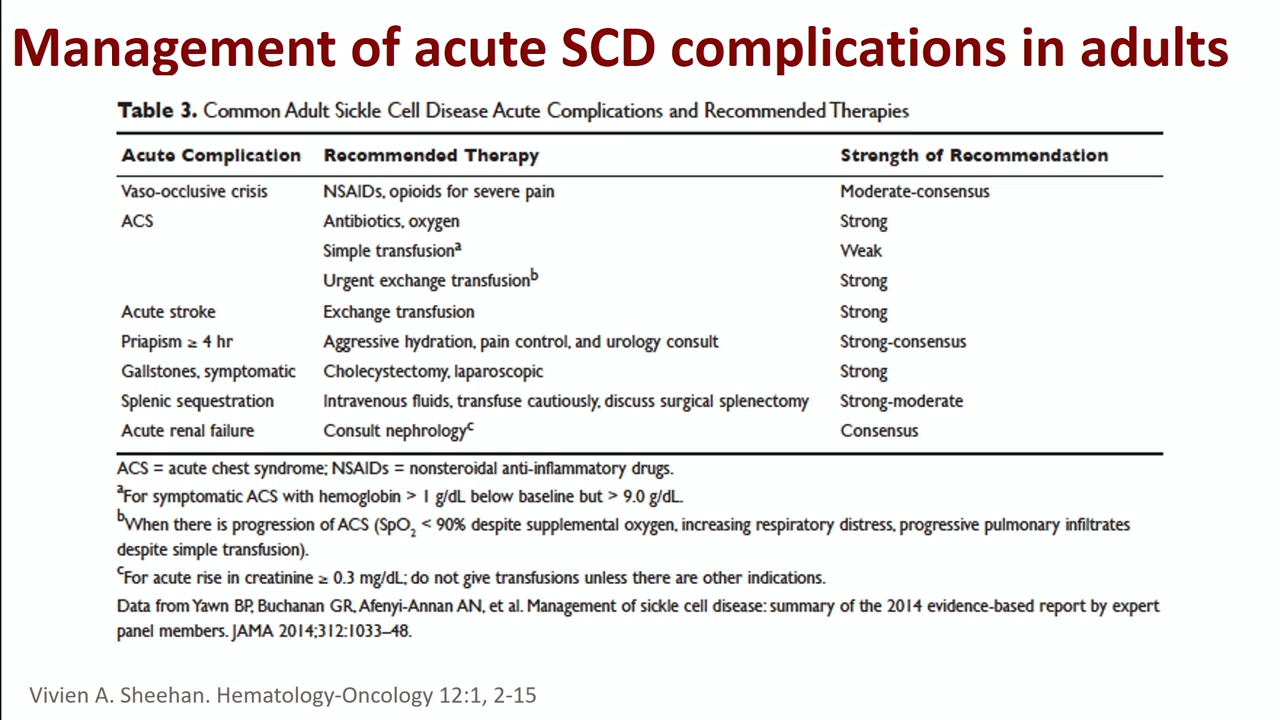 Management of acute SCD complications in adults
Table 3. Common Adult Sickle Cell Disease Acute Complications and Recommended Therapies
Acute Complication Recommended Therapy Strength of Recommendation
Vaso-occlusive crisis NSAIDs, opioids for severe pain Moderate-consensus
ACS Antibiotics, oxygen Strong
Simple transfusionᵃ Weak
Urgent exchange transfusionᵇ Strong
Acute stroke Exchange transfusion Strong
Priapism ≥ 4 hr Aggressive hydration, pain control, and urology consult Strong-consensus
Gallstones, symptomatic Cholecystectomy, laparoscopic Strong
Splenic sequestration Intravenous fluids, transfuse cautiously, discuss surgical splenectomy Strong-moderate
Acute renal failure Consult nephrologyᶜ Consensus
ACS = acute chest syndrome; NSAIDs = nonsteroidal anti-inflammatory drugs.
ᵃFor symptomatic ACS with hemoglobin > 1 g/dL below baseline but > 9.0 g/dL.
ᵇWhen there is progression of ACS (SpO₂ < 90% despite supplemental oxygen, increasing respiratory distress, progressive pulmonary infiltrates
despite simple transfusion).
ᶜFor acute rise in creatinine ≥ 0.3 mg/dL; do not give transfusions unless there are other indications.
Data from Yawn BP, Buchanan GR, Afenyi-Annan AN, et al. Management of sickle cell disease: summary of the 2014 evidence-based report by expert
panel members. JAMA 2014;312:1033–48.
Vivien A. Sheehan. Hematology-Oncology 12:1, 2-15